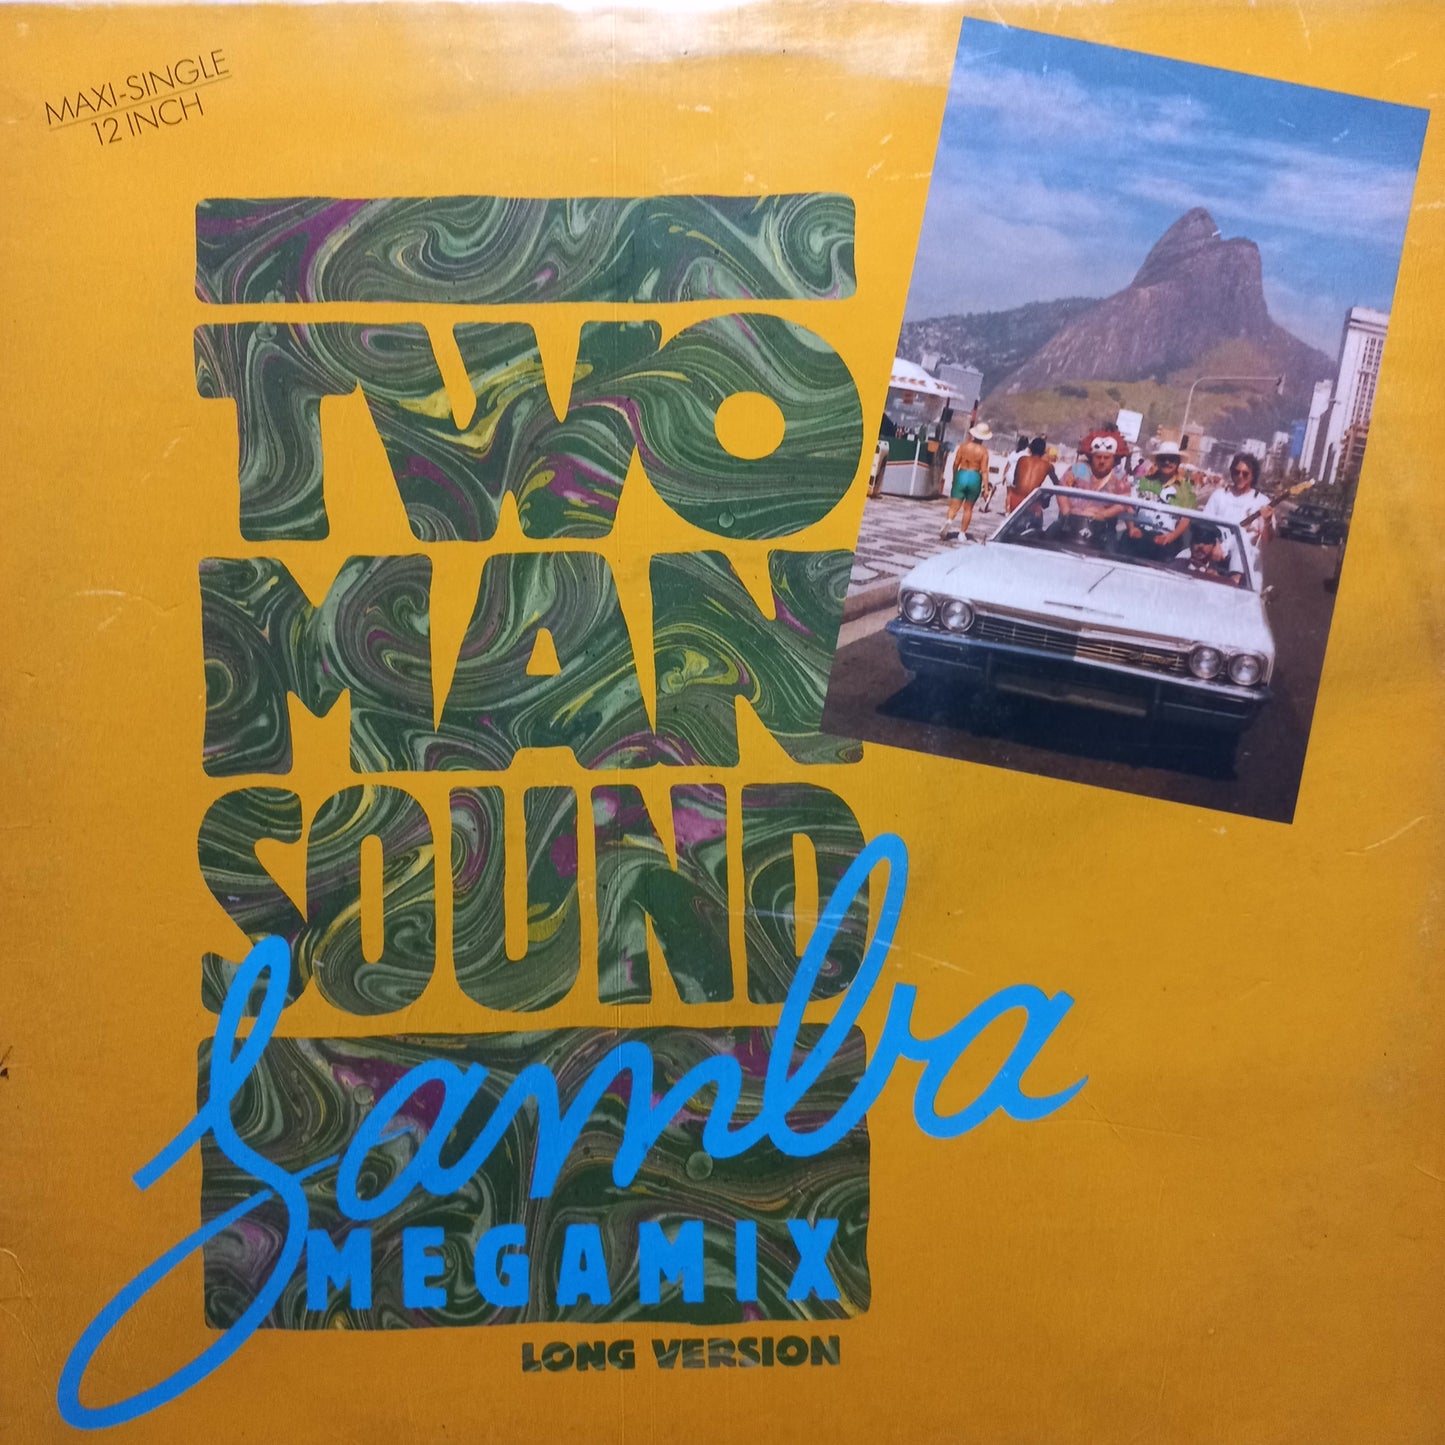 MAXI-SINGLE
12 INCH
TWO
MAN
SOUND
Samba
MEGAMIX
LONG VERSION